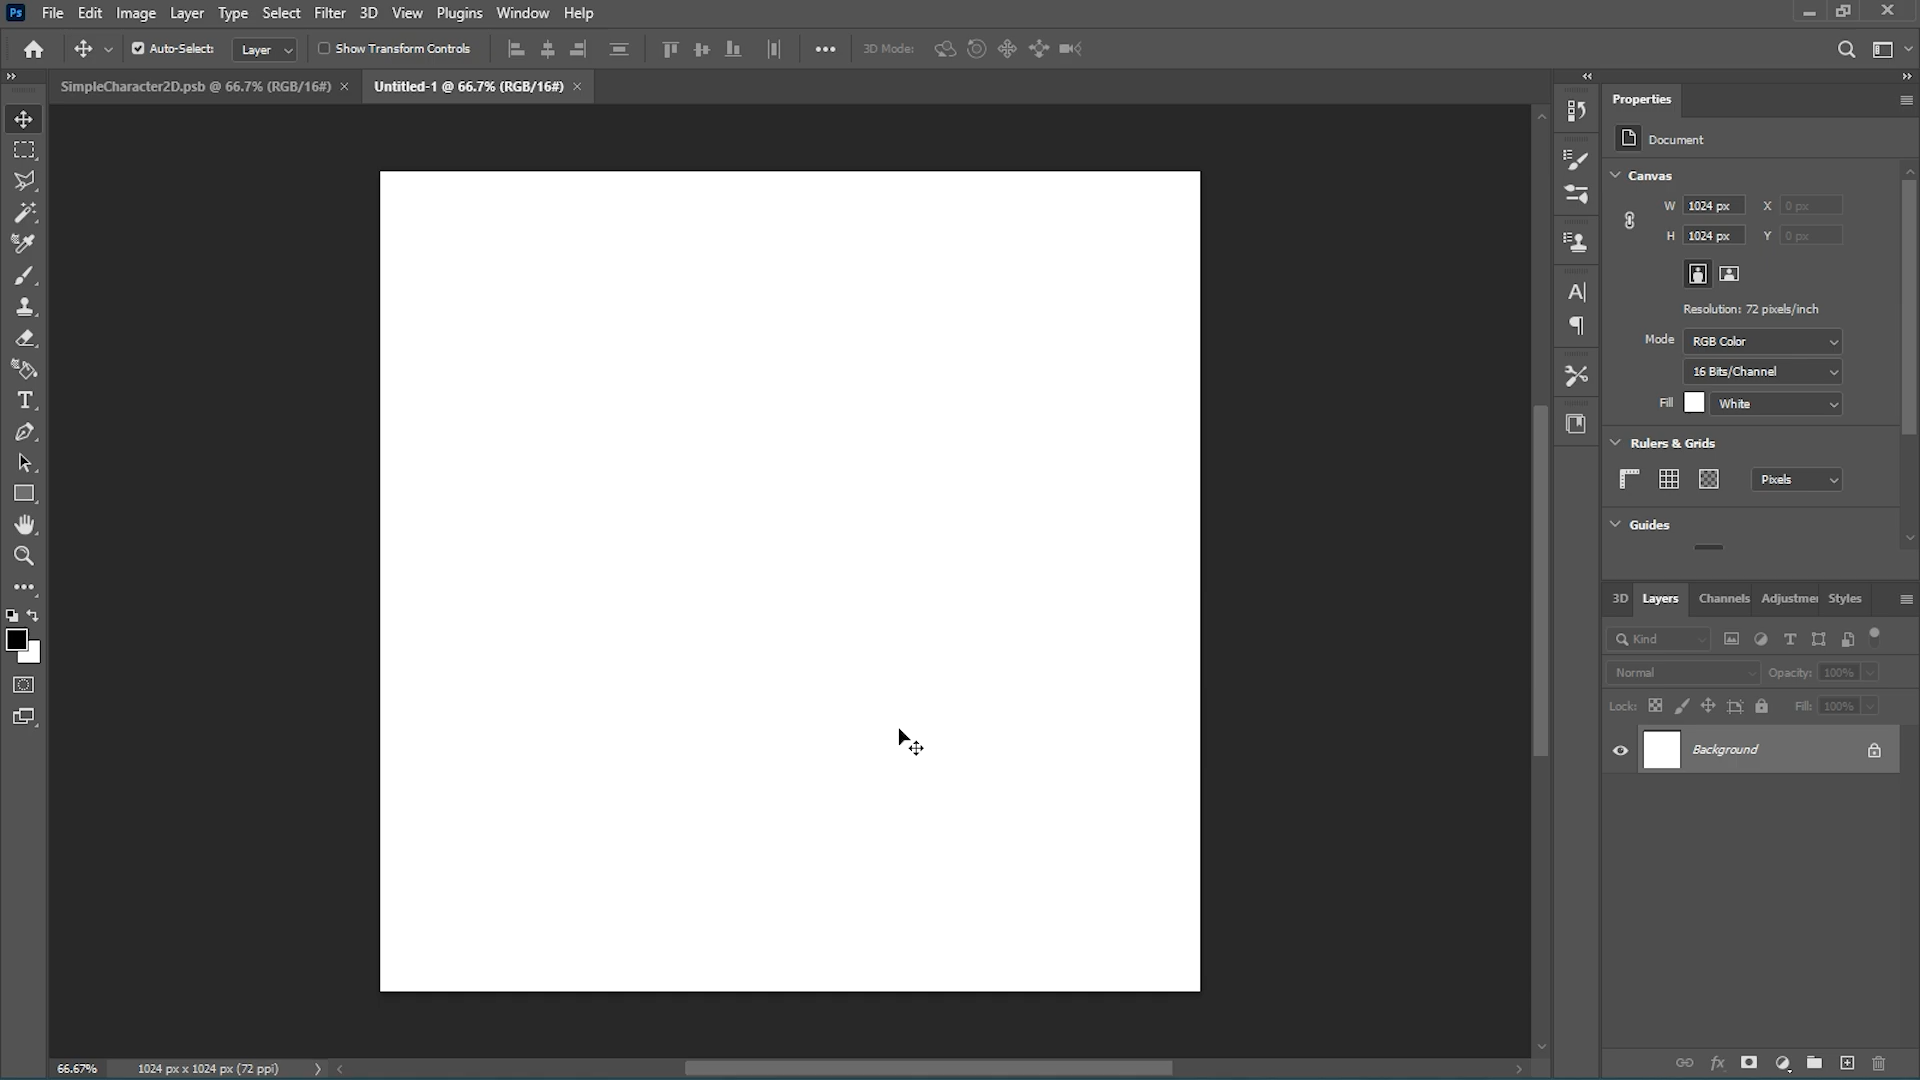 Ps File Edit Image Layer Type Select Filter 3D View Plugins Window Help
Auto-Select: Layer Show Transform Controls 3D Mode:
SimpleCharacter2D.psb @ 66.7% (RGB/16#) Untitled-1 @ 66.7% (RGB/16#)
Properties
Document
Canvas
W 1024 px X 0 px
H 1024 px Y 0 px
Resolution: 72 pixels/inch
Mode RGB Color
16 Bits/Channel
Fill White
Rulers & Grids
Pixels
Guides
3D Layers Channels Adjustmer Styles
Kind
Normal Opacity: 100%
Lock: Fill: 100%
Background
66.67% 1024 px x 1024 px (72 ppi)